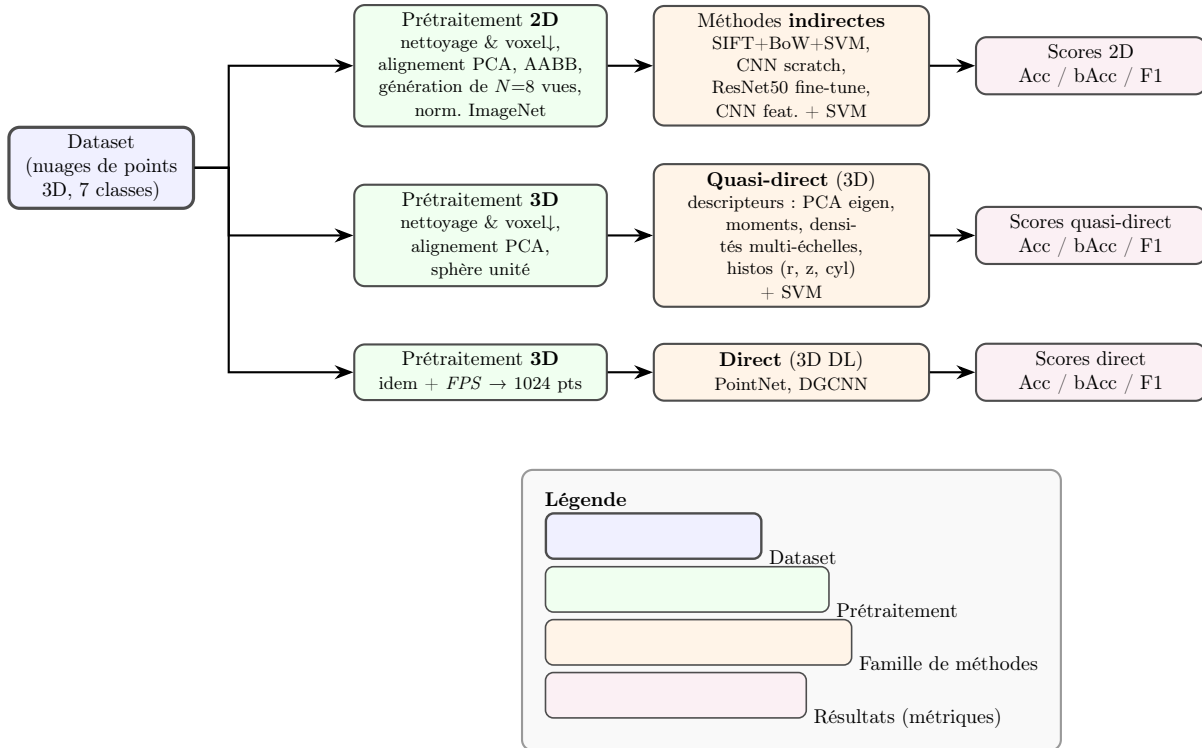 Dataset
(nuages de points
3D, 7 classes)
Prétraitement 2D
nettoyage & voxel↓,
alignement PCA, AABB,
génération de N=8 vues,
norm. ImageNet
Méthodes indirectes
SIFT+BoW+SVM,
CNN scratch,
ResNet50 fine-tune,
CNN feat. + SVM
Scores 2D
Acc / bAcc / F1
Prétraitement 3D
nettoyage & voxel↓,
alignement PCA,
sphère unité
Quasi-direct (3D)
descripteurs : PCA eigen,
moments, densi-
tés multi-échelles,
histos (r, z, cyl)
+ SVM
Scores quasi-direct
Acc / bAcc / F1
Prétraitement 3D
idem + FPS → 1024 pts
Direct (3D DL)
PointNet, DGCNN
Scores direct
Acc / bAcc / F1
Légende
Dataset
Prétraitement
Famille de méthodes
Résultats (métriques)